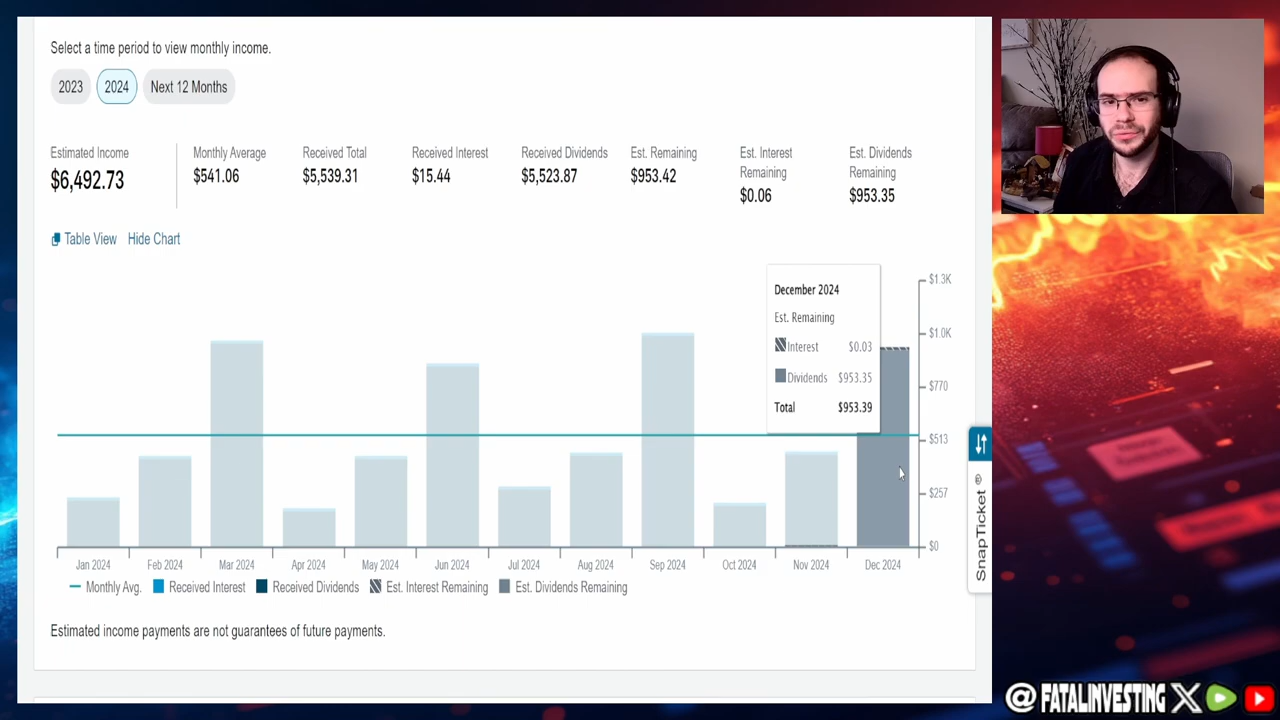 Select a time period to view monthly income.
2023 2024 Next 12 Months
Estimated Income
$6,492.73
Monthly Average
$541.06
Received Total
$5,539.31
Received Interest
$15.44
Received Dividends
$5,523.87
Est. Remaining
$953.42
Est. Interest
Remaining
$0.06
Est. Dividends
Remaining
$953.35
Table View Hide Chart
December 2024
Est. Remaining
Interest $0.03
Dividends $953.35
Total $953.39
$1.3K
$1.0K
$770
$513
$257
$0
Jan 2024 Feb 2024 Mar 2024 Apr 2024 May 2024 Jun 2024 Jul 2024 Aug 2024 Sep 2024 Oct 2024 Nov 2024 Dec 2024
Monthly Avg. Received Interest Received Dividends Est. Interest Remaining Est. Dividends Remaining
Estimated income payments are not guarantees of future payments.
SnapTicket ®
@FATALINVESTING X